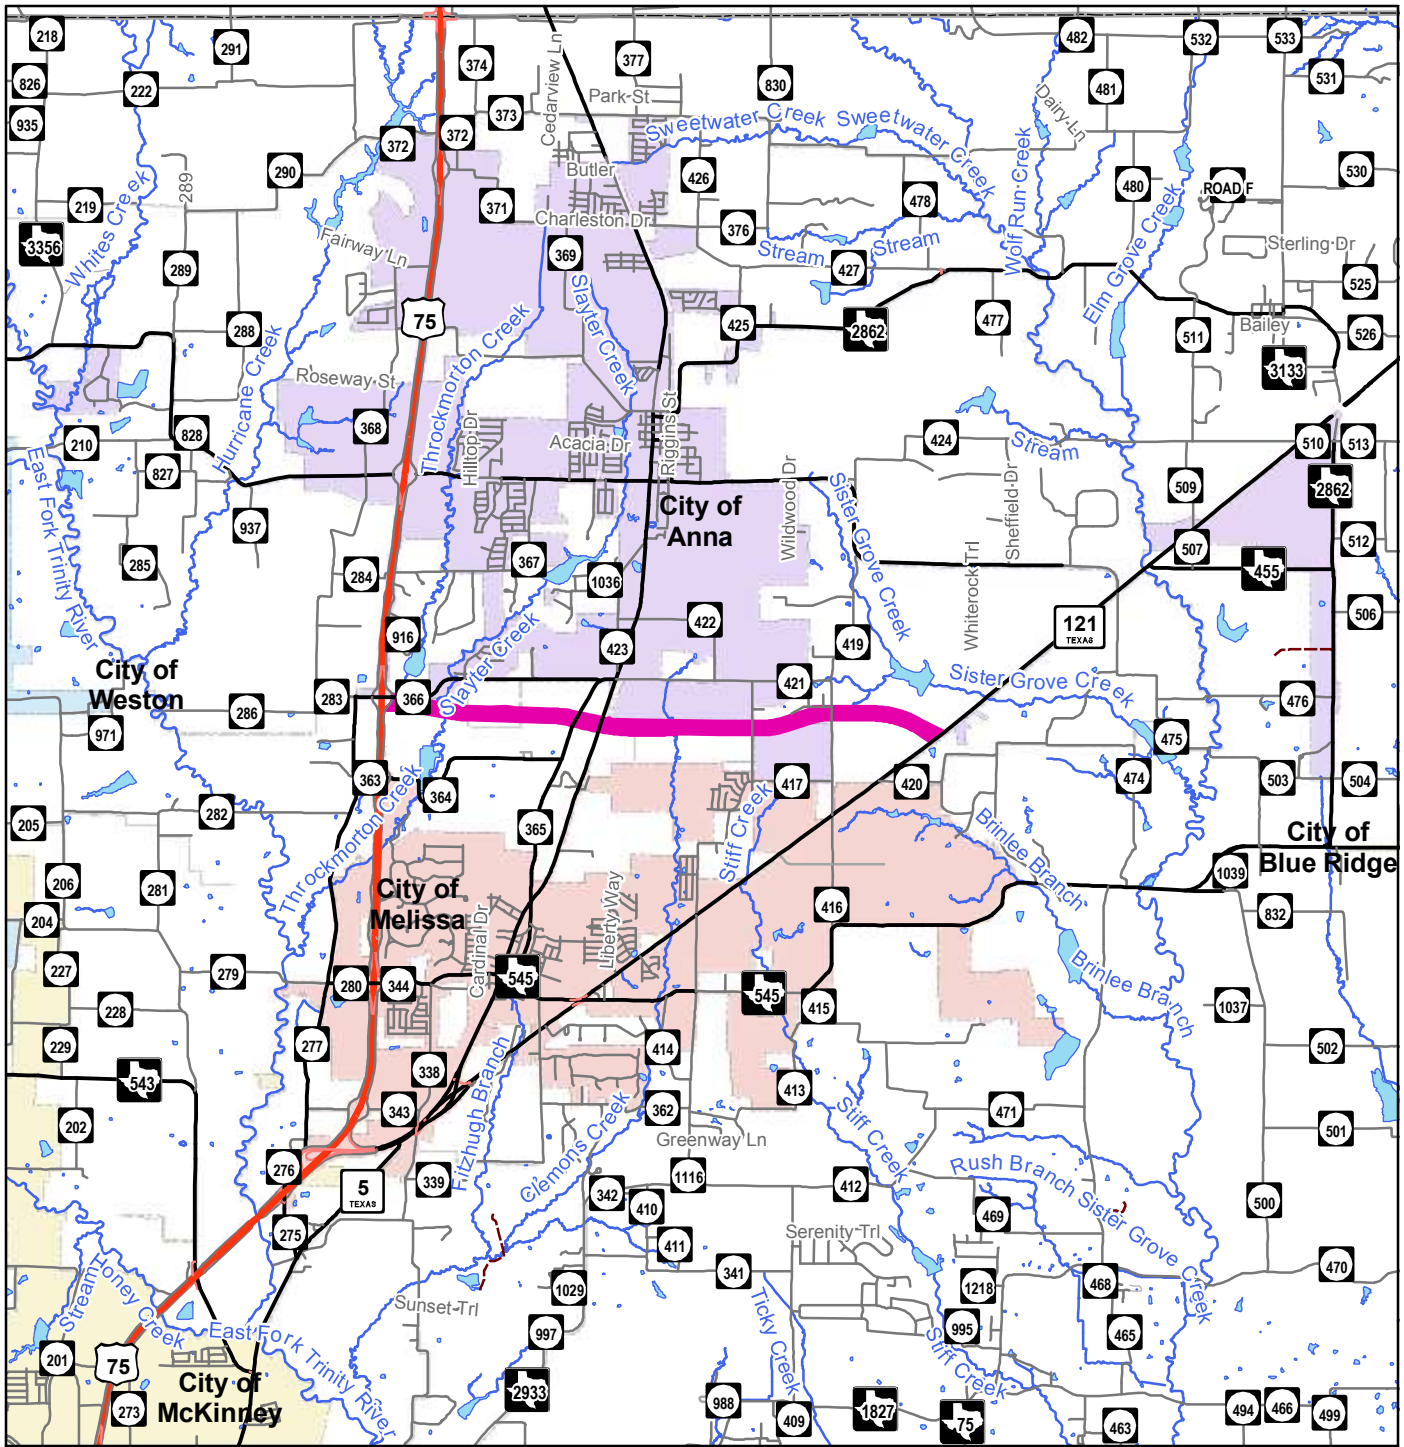 218
291
374
377
830
482
532
533
826
222
373
Cedarview Ln
Park St
481
531
935
372
372
Sweetwater Creek
Sweetwater Creek
Dairy Ln
290
289
Butler
426
478
480
ROAD F
530
219
Whites Creek
371
Charleston Dr
376
Wolf Run Creek
Elm Grove Creek
3356
Fairway Ln
369
Stream
Stream
Sterling Dr
289
427
525
288
75
Slayter Creek
425
2862
477
511
Bailey
526
Throckmorton Creek
3133
Hurricane Creek
Roseway St
368
Riggins St
210
828
Hilltop Dr
Acacia Dr
424
Stream
510
513
827
Wildwood Dr
Sister Grove Creek
Sheffield Dr
509
2862
East Fork Trinity River
937
City of
Anna
285
367
507
512
284
1036
Whiterock Trl
455
916
422
121
TEXAS
506
423
419
City of
Weston
Slayter Creek
421
Sister Grove Creek
283
366
286
476
971
475
363
364
417
420
474
503
504
282
205
365
Throckmorton Creek
Stiff Creek
Brinlee Branch
City of
Blue Ridge
206
281
City of
Melissa
1039
204
Cardinal Dr
Liberty Way
416
832
227
279
280
344
545
545
Brinlee Branch
228
415
1037
229
277
414
502
543
338
Fitzhugh Branch
413
202
343
362
Clemons Creek
Stiff Creek
471
501
Greenway Ln
276
339
1116
412
Rush Branch
Sister Grove Creek
5
TEXAS
342
410
469
500
275
411
Serenity Trl
Stream
Honey Creek
341
470
Sunset Trl
1029
Ticky Creek
1218
468
East Fork Trinity River
997
995
465
201
75
Stiff Creek
City of
McKinney
2933
273
988
409
1827
75
463
494
466
499